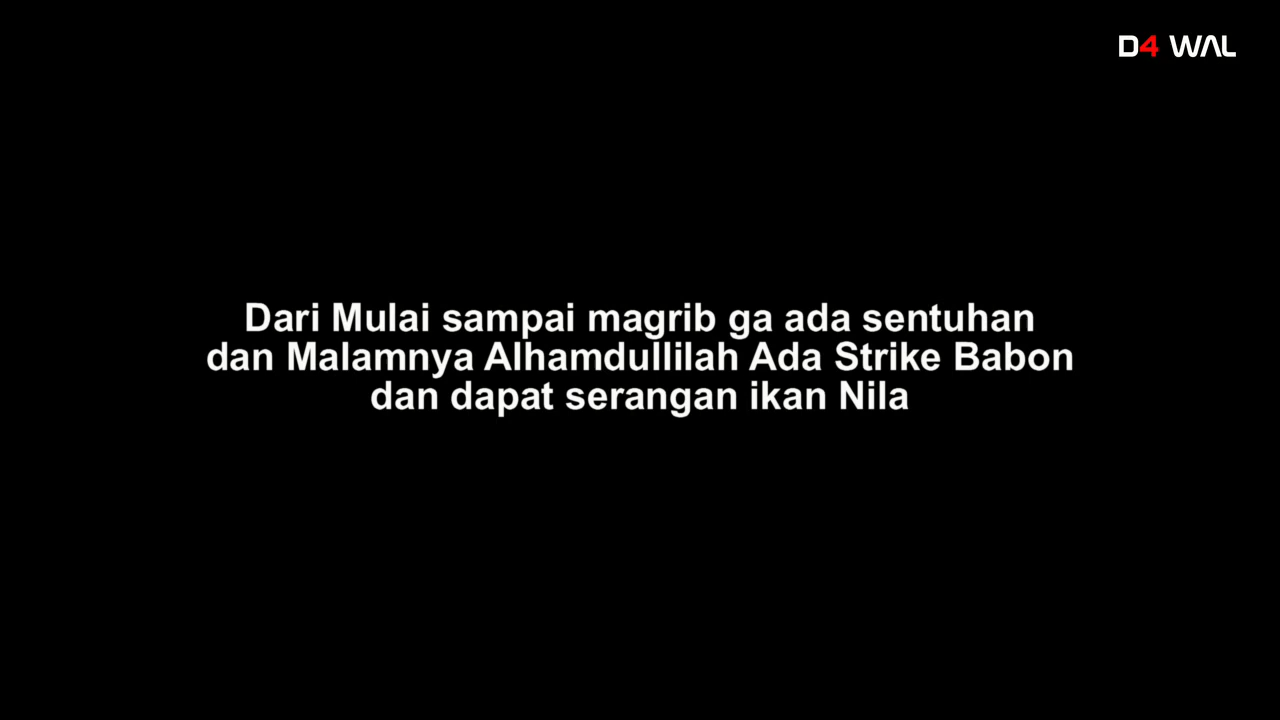 D4 WAL
Dari Mulai sampai magrib ga ada sentuhan
dan Malamnya Alhamdullilah Ada Strike Babon
dan dapat serangan ikan Nila